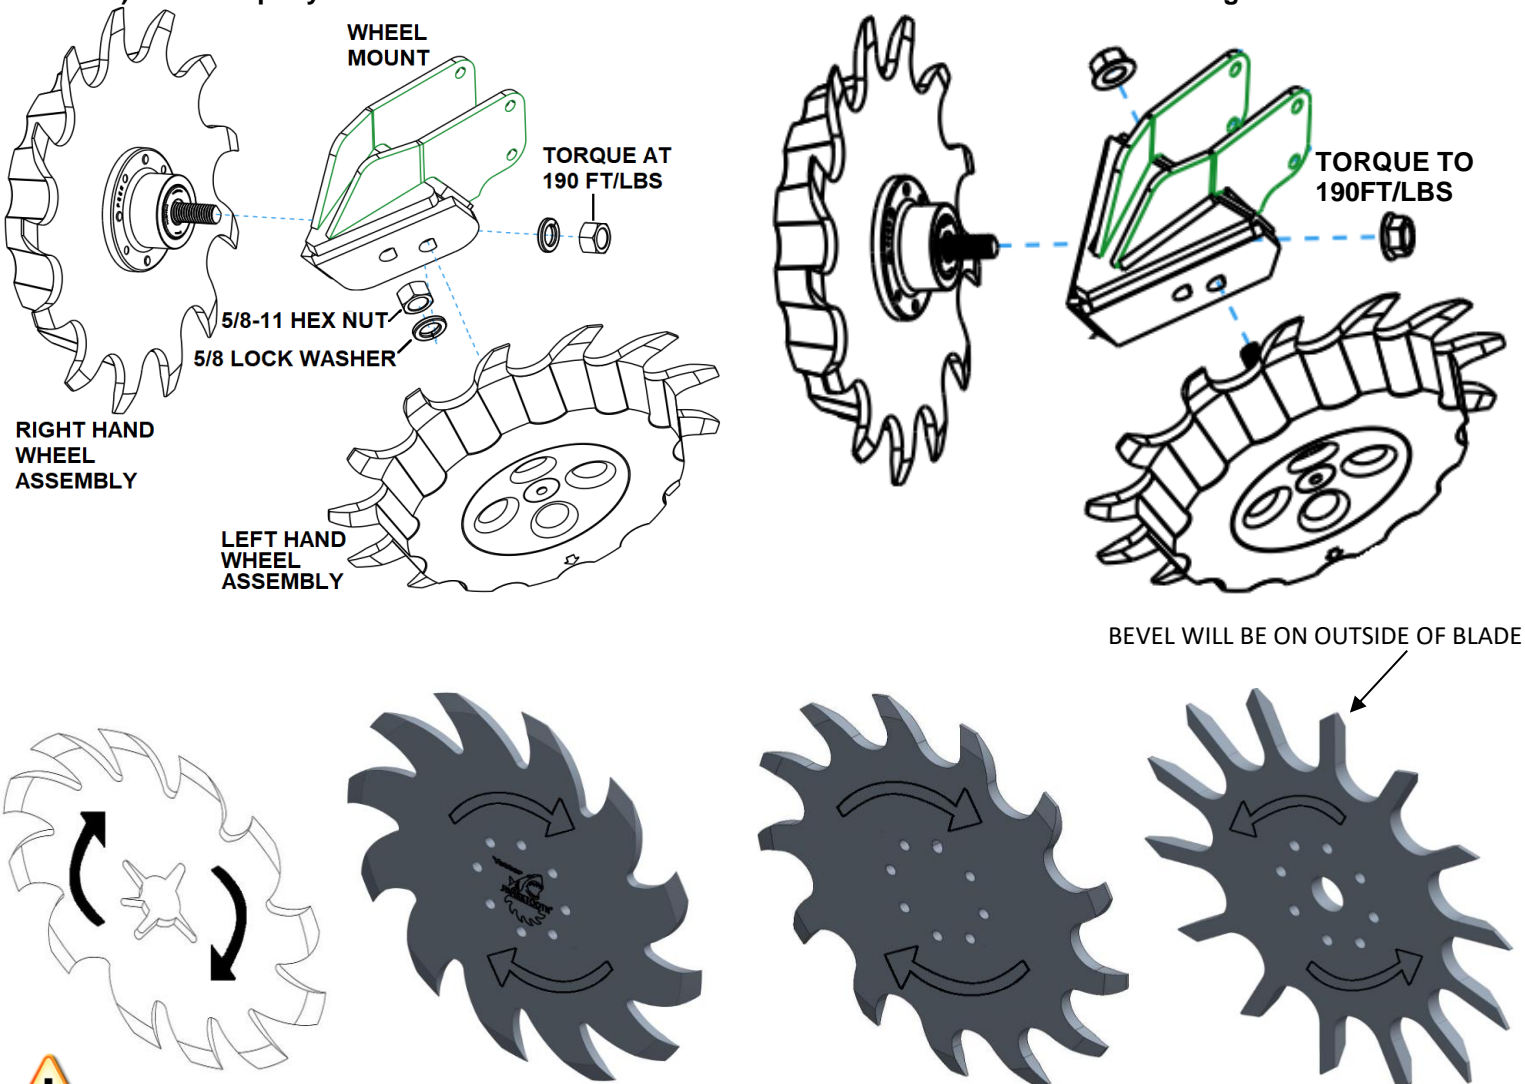 WHEEL
MOUNT
TORQUE AT
190 FT/LBS
5/8-11 HEX NUT
5/8 LOCK WASHER
RIGHT HAND
WHEEL
ASSEMBLY
LEFT HAND
WHEEL
ASSEMBLY
TORQUE TO
190FT/LBS
BEVEL WILL BE ON OUTSIDE OF BLADE